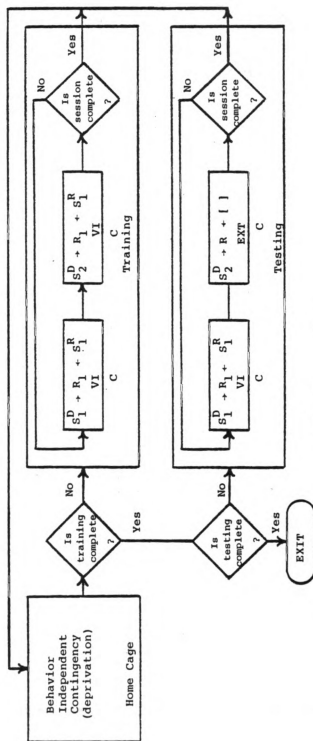 Behavior
Independent
Contingency
(deprivation)
Home Cage
Is
training
complete
?
No
Yes
S₁ᴰ → R₁ → S₁ᴿ
VI
C
S₂ᴰ → R₁ → S₁ᴿ
VI
C
Training
Is
session
complete
?
No
Yes
Is
testing
complete
?
No
Yes
EXIT
S₁ᴰ → R₁ → S₁ᴿ
VI
C
S₂ᴰ → R → [ ]
EXT
C
Testing
Is
session
complete
?
No
Yes